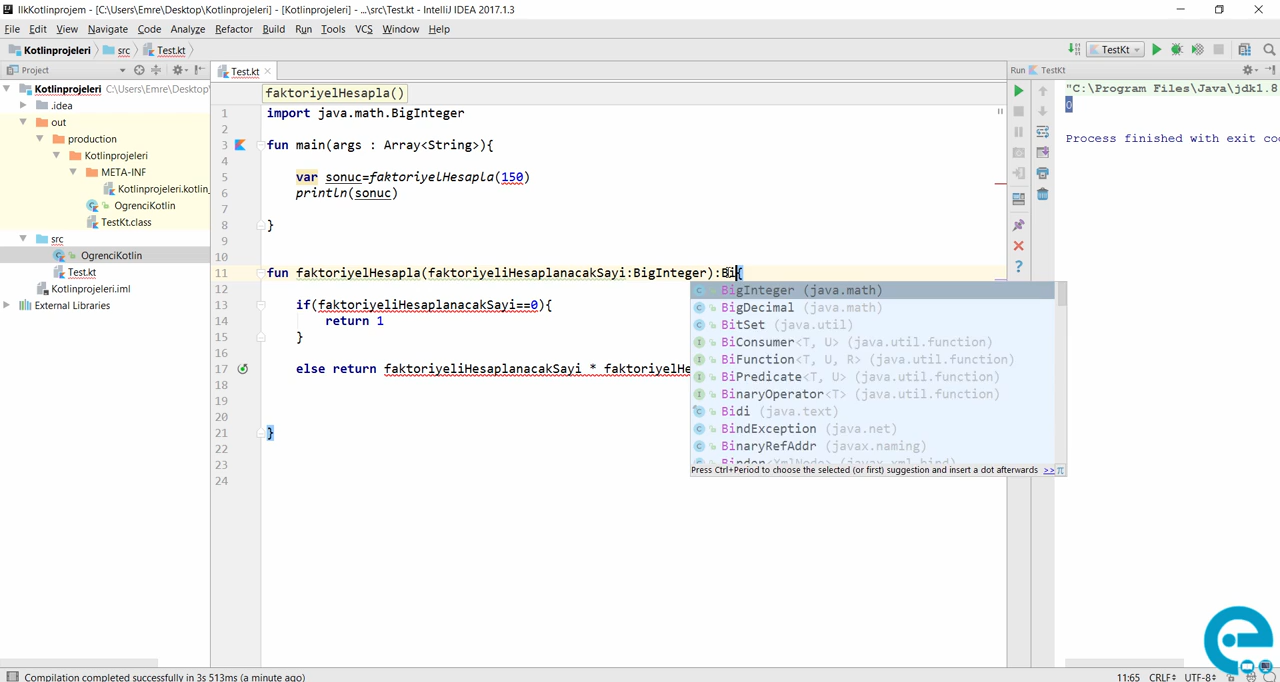 IlkKotlinprojem - [C:\Users\Emre\Desktop\Kotlinprojeleri] - [Kotlinprojeleri] - ...\src\Test.kt - IntelliJ IDEA 2017.1.3
File Edit View Navigate Code Analyze Refactor Build Run Tools VCS Window Help
Kotlinprojeleri src Test.kt TestKt
Project Test.kt Run TestKt
Kotlinprojeleri C:\Users\Emre\Desktop\
.idea
out
production
Kotlinprojeleri
META-INF
Kotlinprojeleri.kotlin_
OgrenciKotlin
TestKt.class
src
OgrenciKotlin
Test.kt
Kotlinprojeleri.iml
External Libraries
faktoriyelHesapla()
1 import java.math.BigInteger
2
3 fun main(args : Array<String>){
4
5 var sonuc=faktoriyelHesapla(150)
6 println(sonuc)
7
8 }
9
10
11 fun faktoriyelHesapla(faktoriyeliHesaplanacakSayi:BigInteger):Bi{
12
13 if(faktoriyeliHesaplanacakSayi==0){
14 return 1
15 }
16
17 else return faktoriyeliHesaplanacakSayi * faktoriyelHe
18
19
20
21 }
22
23
24
BigInteger (java.math)
BigDecimal (java.math)
BitSet (java.util)
BiConsumer<T, U> (java.util.function)
BiFunction<T, U, R> (java.util.function)
BiPredicate<T, U> (java.util.function)
BinaryOperator<T> (java.util.function)
Bidi (java.text)
BindException (java.net)
BinaryRefAddr (javax.naming)
Binder<XmlNode> (javax.xml.bind)
Press Ctrl+Period to choose the selected (or first) suggestion and insert a dot afterwards >> π
"C:\Program Files\Java\jdk1.8
0
Process finished with exit co
Compilation completed successfully in 3s 513ms (a minute ago) 11:65 CRLF UTF-8